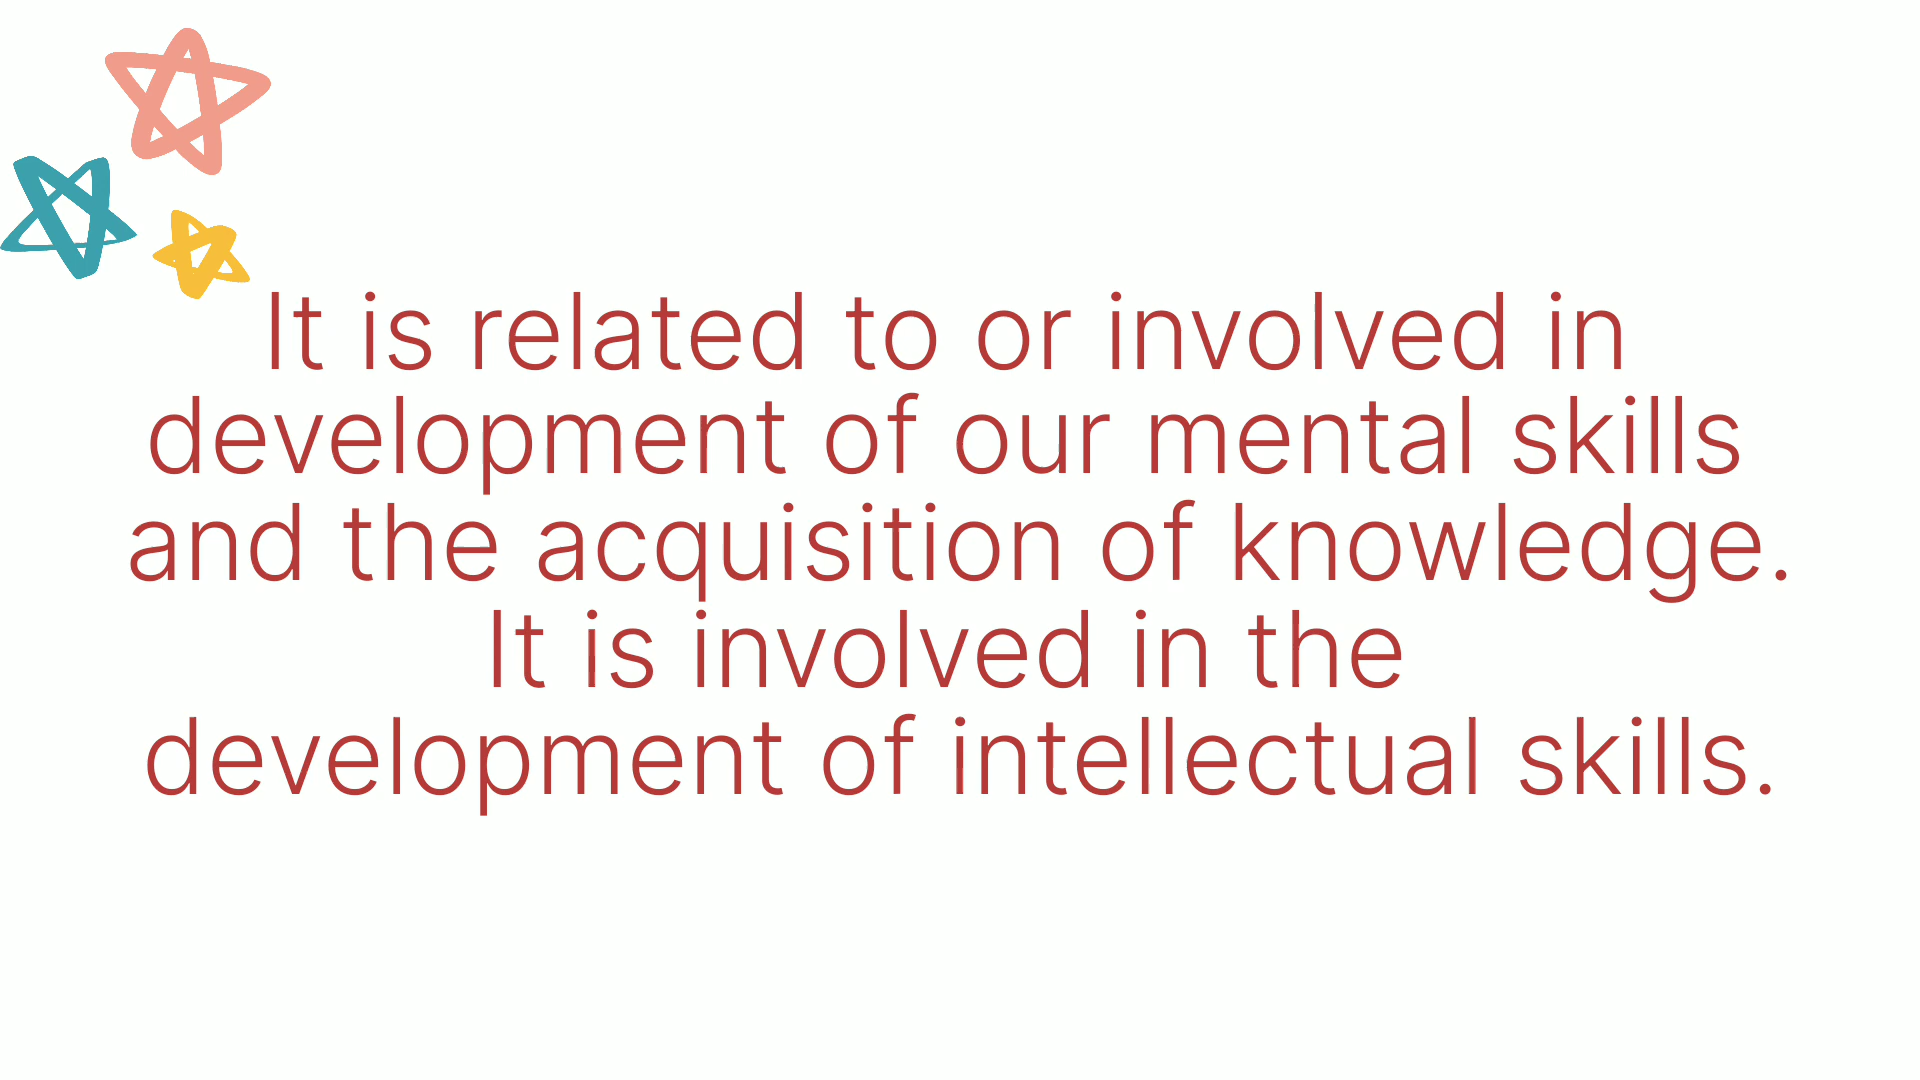 It is related to or involved in
development of our mental skills
and the acquisition of knowledge.
It is involved in the
development of intellectual skills.